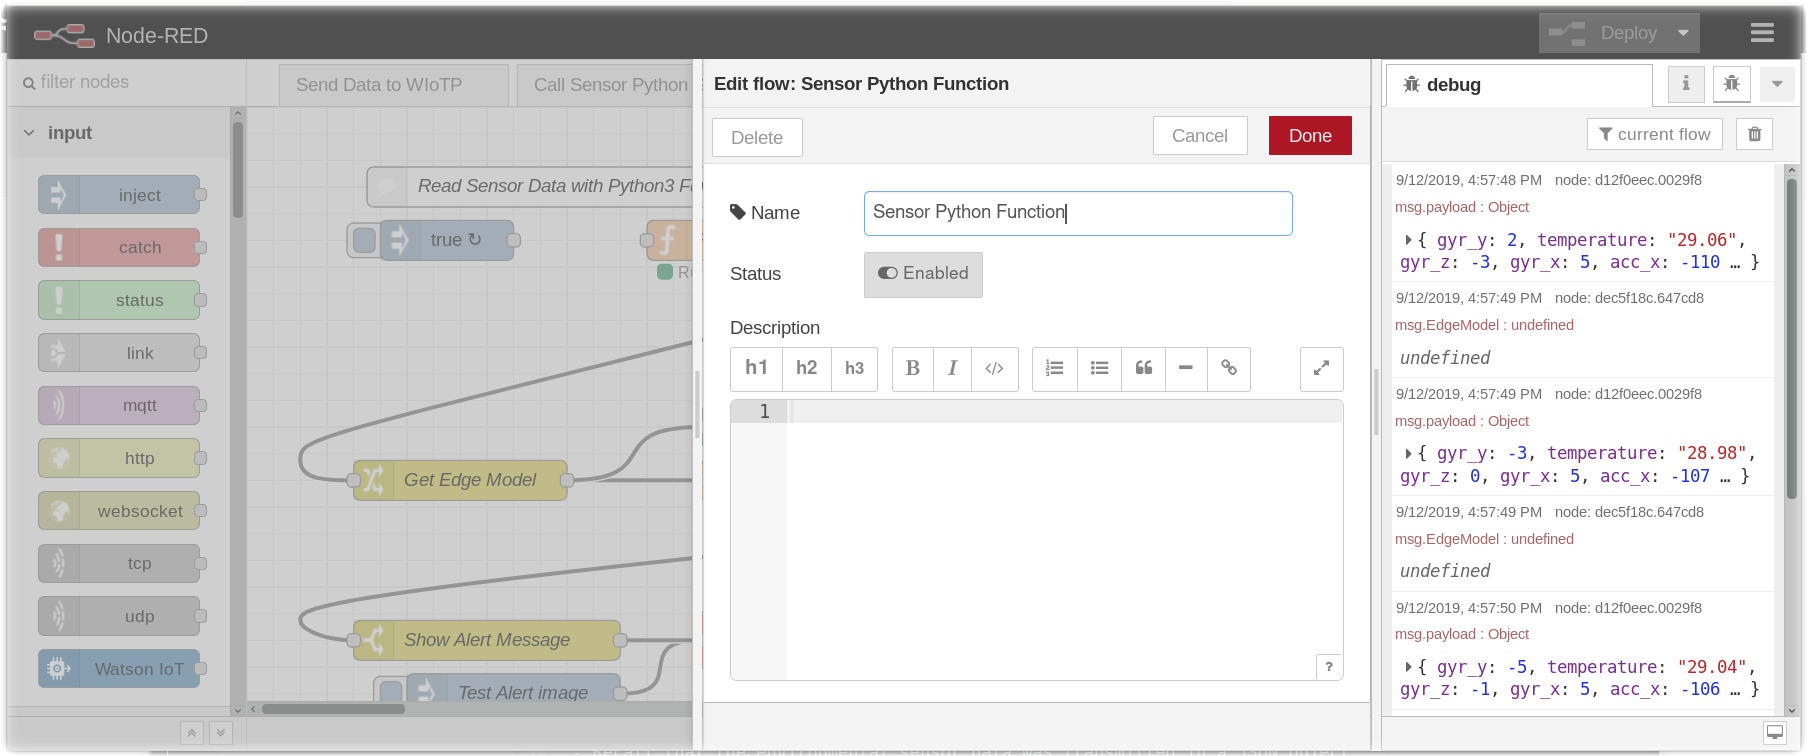 Node-RED
Deploy
filter nodes
Send Data to WIoTP
Call Sensor Python
Edit flow: Sensor Python Function
debug
i
input
Delete
Cancel
Done
current flow
inject
catch
status
link
mqtt
http
websocket
tcp
udp
Watson IoT
Read Sensor Data with Python3
true ↻
f
Get Edge Model
Show Alert Message
Test Alert image
Name
Sensor Python Function
Status
Enabled
Description
h1 h2 h3 B I </>
1
?
9/12/2019, 4:57:48 PM node: d12f0eec.0029f8
msg.payload : Object
{ gyr_y: 2, temperature: "29.06",
gyr_z: -3, gyr_x: 5, acc_x: -110 … }
9/12/2019, 4:57:49 PM node: dec5f18c.647cd8
msg.EdgeModel : undefined
undefined
9/12/2019, 4:57:49 PM node: d12f0eec.0029f8
msg.payload : Object
{ gyr_y: -3, temperature: "28.98",
gyr_z: 0, gyr_x: 5, acc_x: -107 … }
9/12/2019, 4:57:49 PM node: dec5f18c.647cd8
msg.EdgeModel : undefined
undefined
9/12/2019, 4:57:50 PM node: d12f0eec.0029f8
msg.payload : Object
{ gyr_y: -5, temperature: "29.04",
gyr_z: -1, gyr_x: 5, acc_x: -106 … }